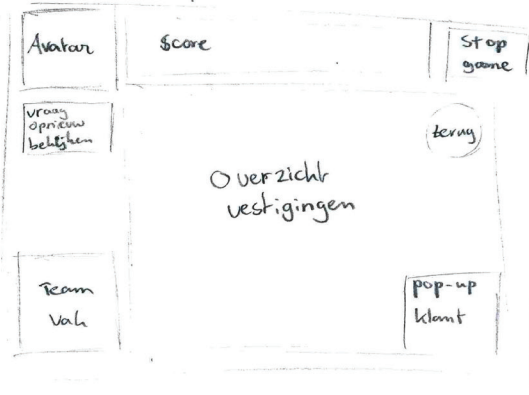 Avatar
$core
Stop
game
vraag
opnieuw
bekijken
terug
Overzicht
vestigingen
Team
Vak
pop-up
klant